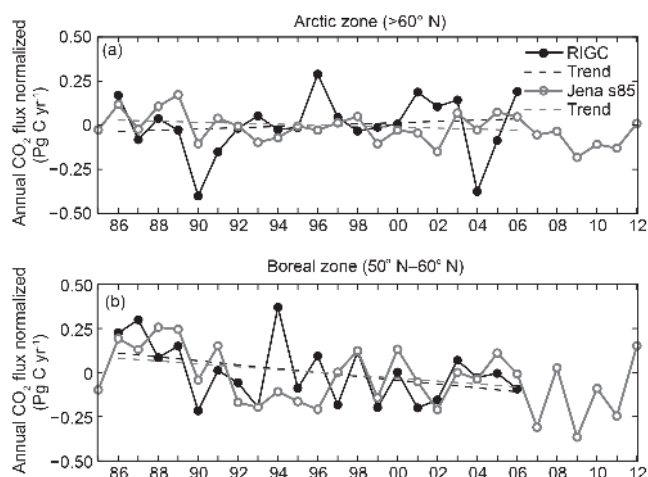 Arctic zone (>60° N)
(a)
RIGC
Trend
Jena s85
Trend
Annual CO₂ flux normalized
(Pg C yr⁻¹)
0.50
0.25
0
−0.25
−0.50
86 88 90 92 94 96 98 00 02 04 06 08 10 12
Boreal zone (50° N–60° N)
(b)
Annual CO₂ flux normalized
(Pg C yr⁻¹)
0.50
0.25
0
−0.25
−0.50
86 88 90 92 94 96 98 00 02 04 06 08 10 12